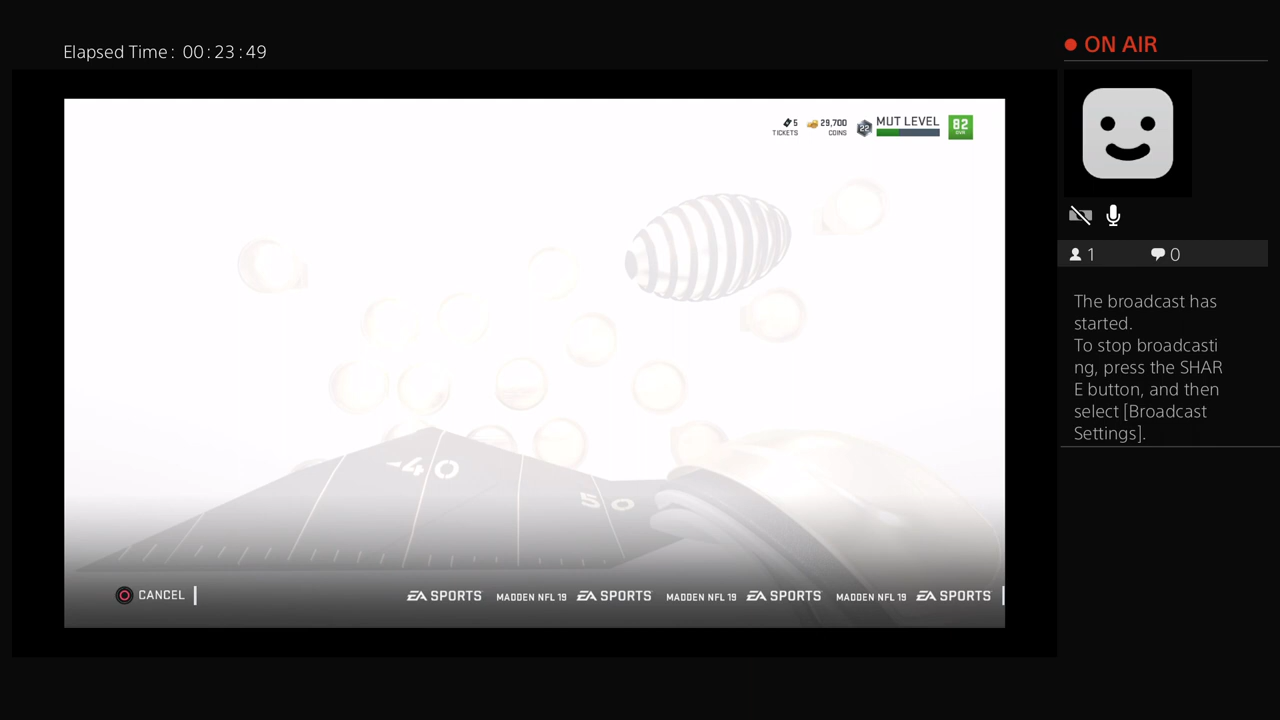 Elapsed Time: 00:23:49
ON AIR
5
TICKETS
29,700
COINS
22
MUT LEVEL
82
OVR
1
0
The broadcast has
started.
To stop broadcasti
ng, press the SHAR
E button, and then
select [Broadcast
Settings].
40
50
CANCEL
EA SPORTS MADDEN NFL 19 EA SPORTS MADDEN NFL 19 EA SPORTS MADDEN NFL 19 EA SPORTS